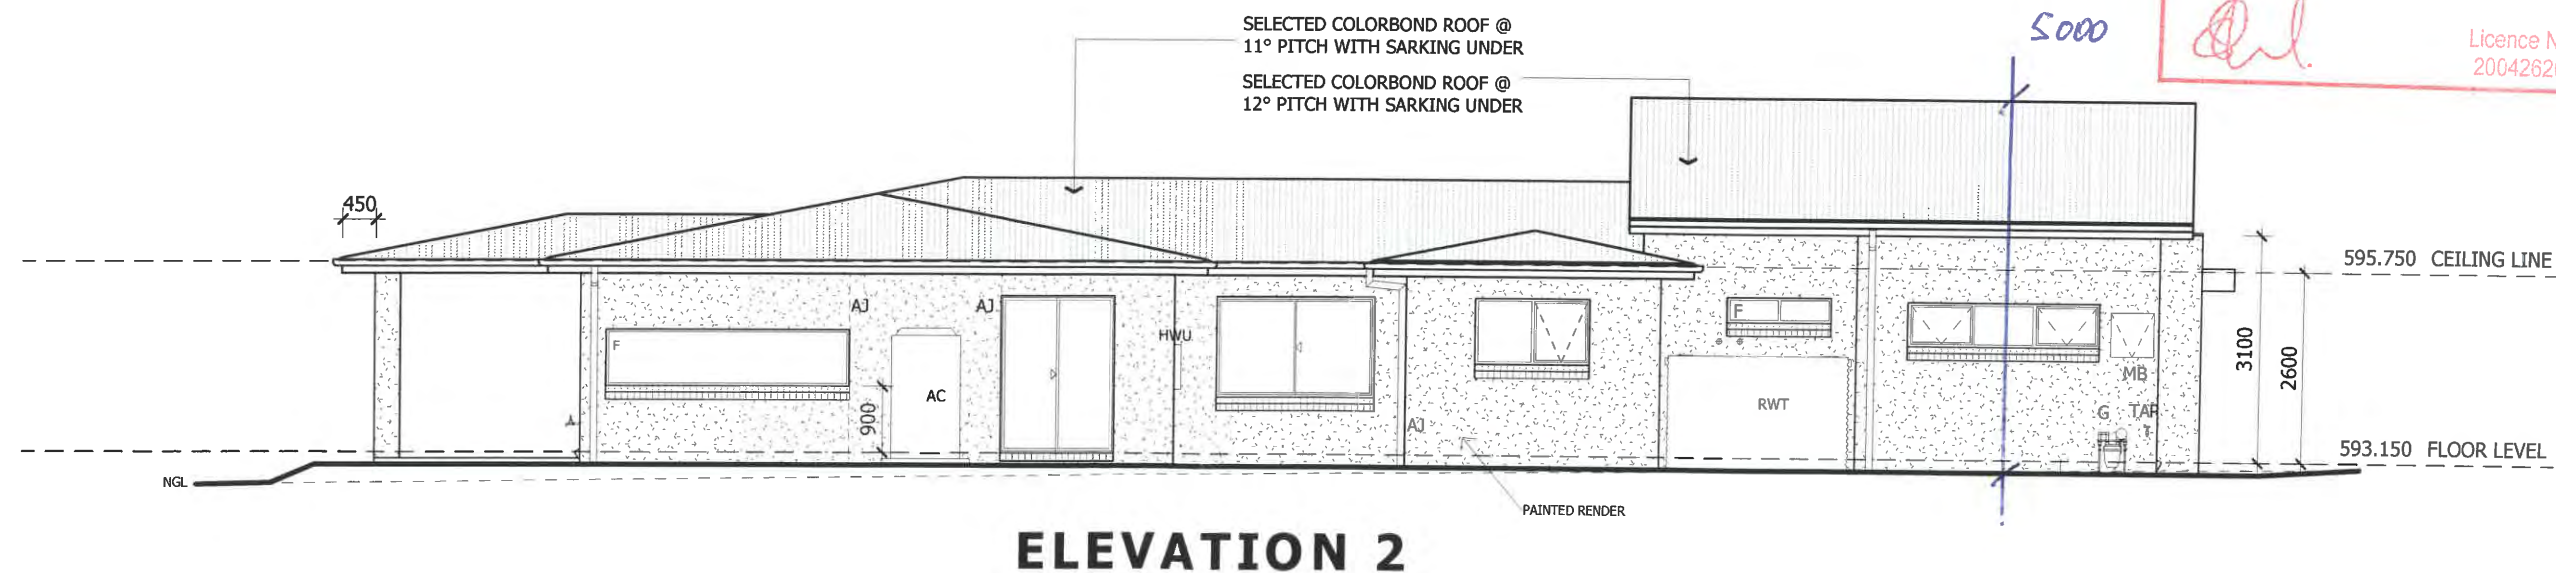 SELECTED COLORBOND ROOF @
11° PITCH WITH SARKING UNDER
SELECTED COLORBOND ROOF @
12° PITCH WITH SARKING UNDER
5000
Licence N
2004262
450
595.750 CEILING LINE
AJ
AJ
HWU
F
F
AC
900
AJ
RWT
MB
G
TAP
T
3100
2600
593.150 FLOOR LEVEL
NGL
PAINTED RENDER
ELEVATION 2